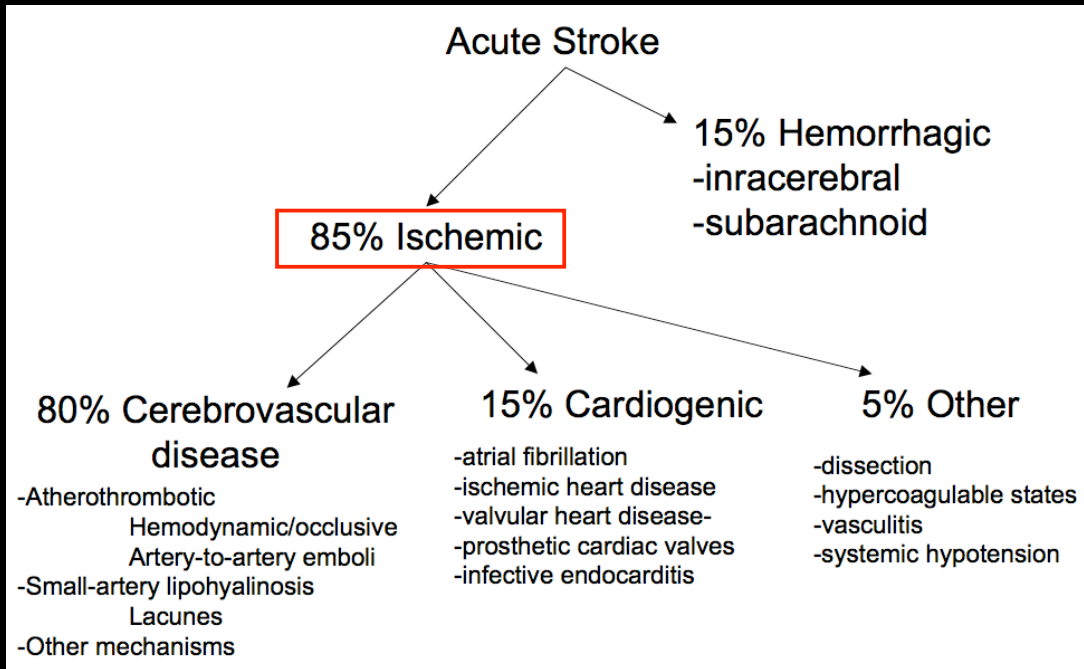 Acute Stroke
15% Hemorrhagic
-inracerebral
-subarachnoid
85% Ischemic
80% Cerebrovascular
disease
-Atherothrombotic
Hemodynamic/occlusive
Artery-to-artery emboli
-Small-artery lipohyalinosis
Lacunes
-Other mechanisms
15% Cardiogenic
-atrial fibrillation
-ischemic heart disease
-valvular heart disease-
-prosthetic cardiac valves
-infective endocarditis
5% Other
-dissection
-hypercoagulable states
-vasculitis
-systemic hypotension